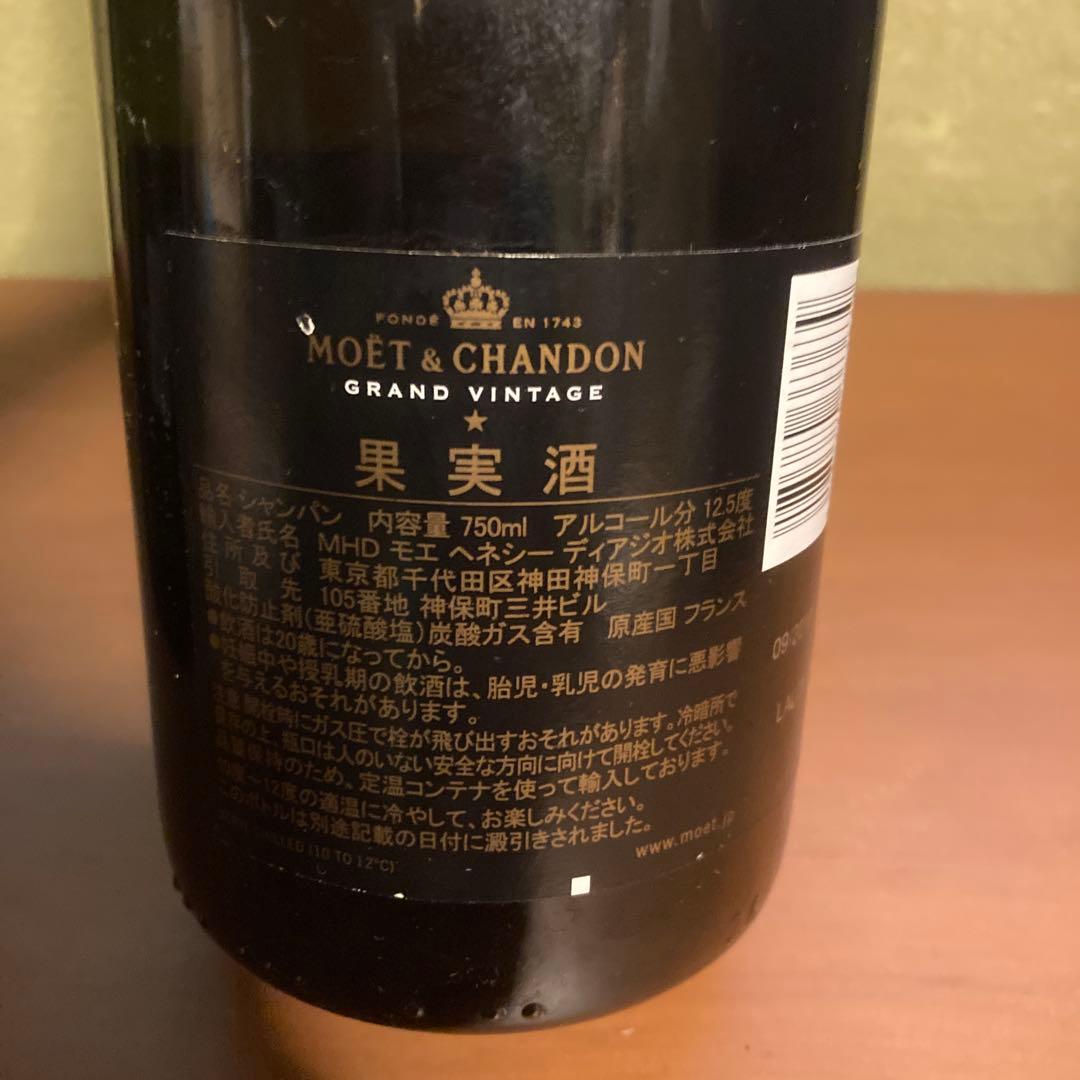 FONDÉ EN 1743
MOËT & CHANDON
GRAND VINTAGE
果実酒
品名 シャンパン 内容量 750ml アルコール分 12.5度
輸入者氏名 MHD モエ ヘネシー ディアジオ株式会社
住所及び 東京都千代田区神田神保町一丁目
引取先 105番地 神保町三井ビル
酸化防止剤(亜硫酸塩)炭酸ガス含有 原産国 フランス
●飲酒は20歳になってから。
●妊娠中や授乳期の飲酒は、胎児・乳児の発育に悪影響
を与えるおそれがあります。
注意 開栓時にガス圧で栓が飛び出すおそれがあります。冷暗所で
の上、瓶口は人のいない安全な方向に向けて開栓してください。
品質保持のため、定温コンテナを使って輸入しております。
10度~12度の適温に冷やして、お楽しみください。
このボトルは別途記載の日付に澱引きされました。
(10 TO 12°C)
www.moet.jp
09